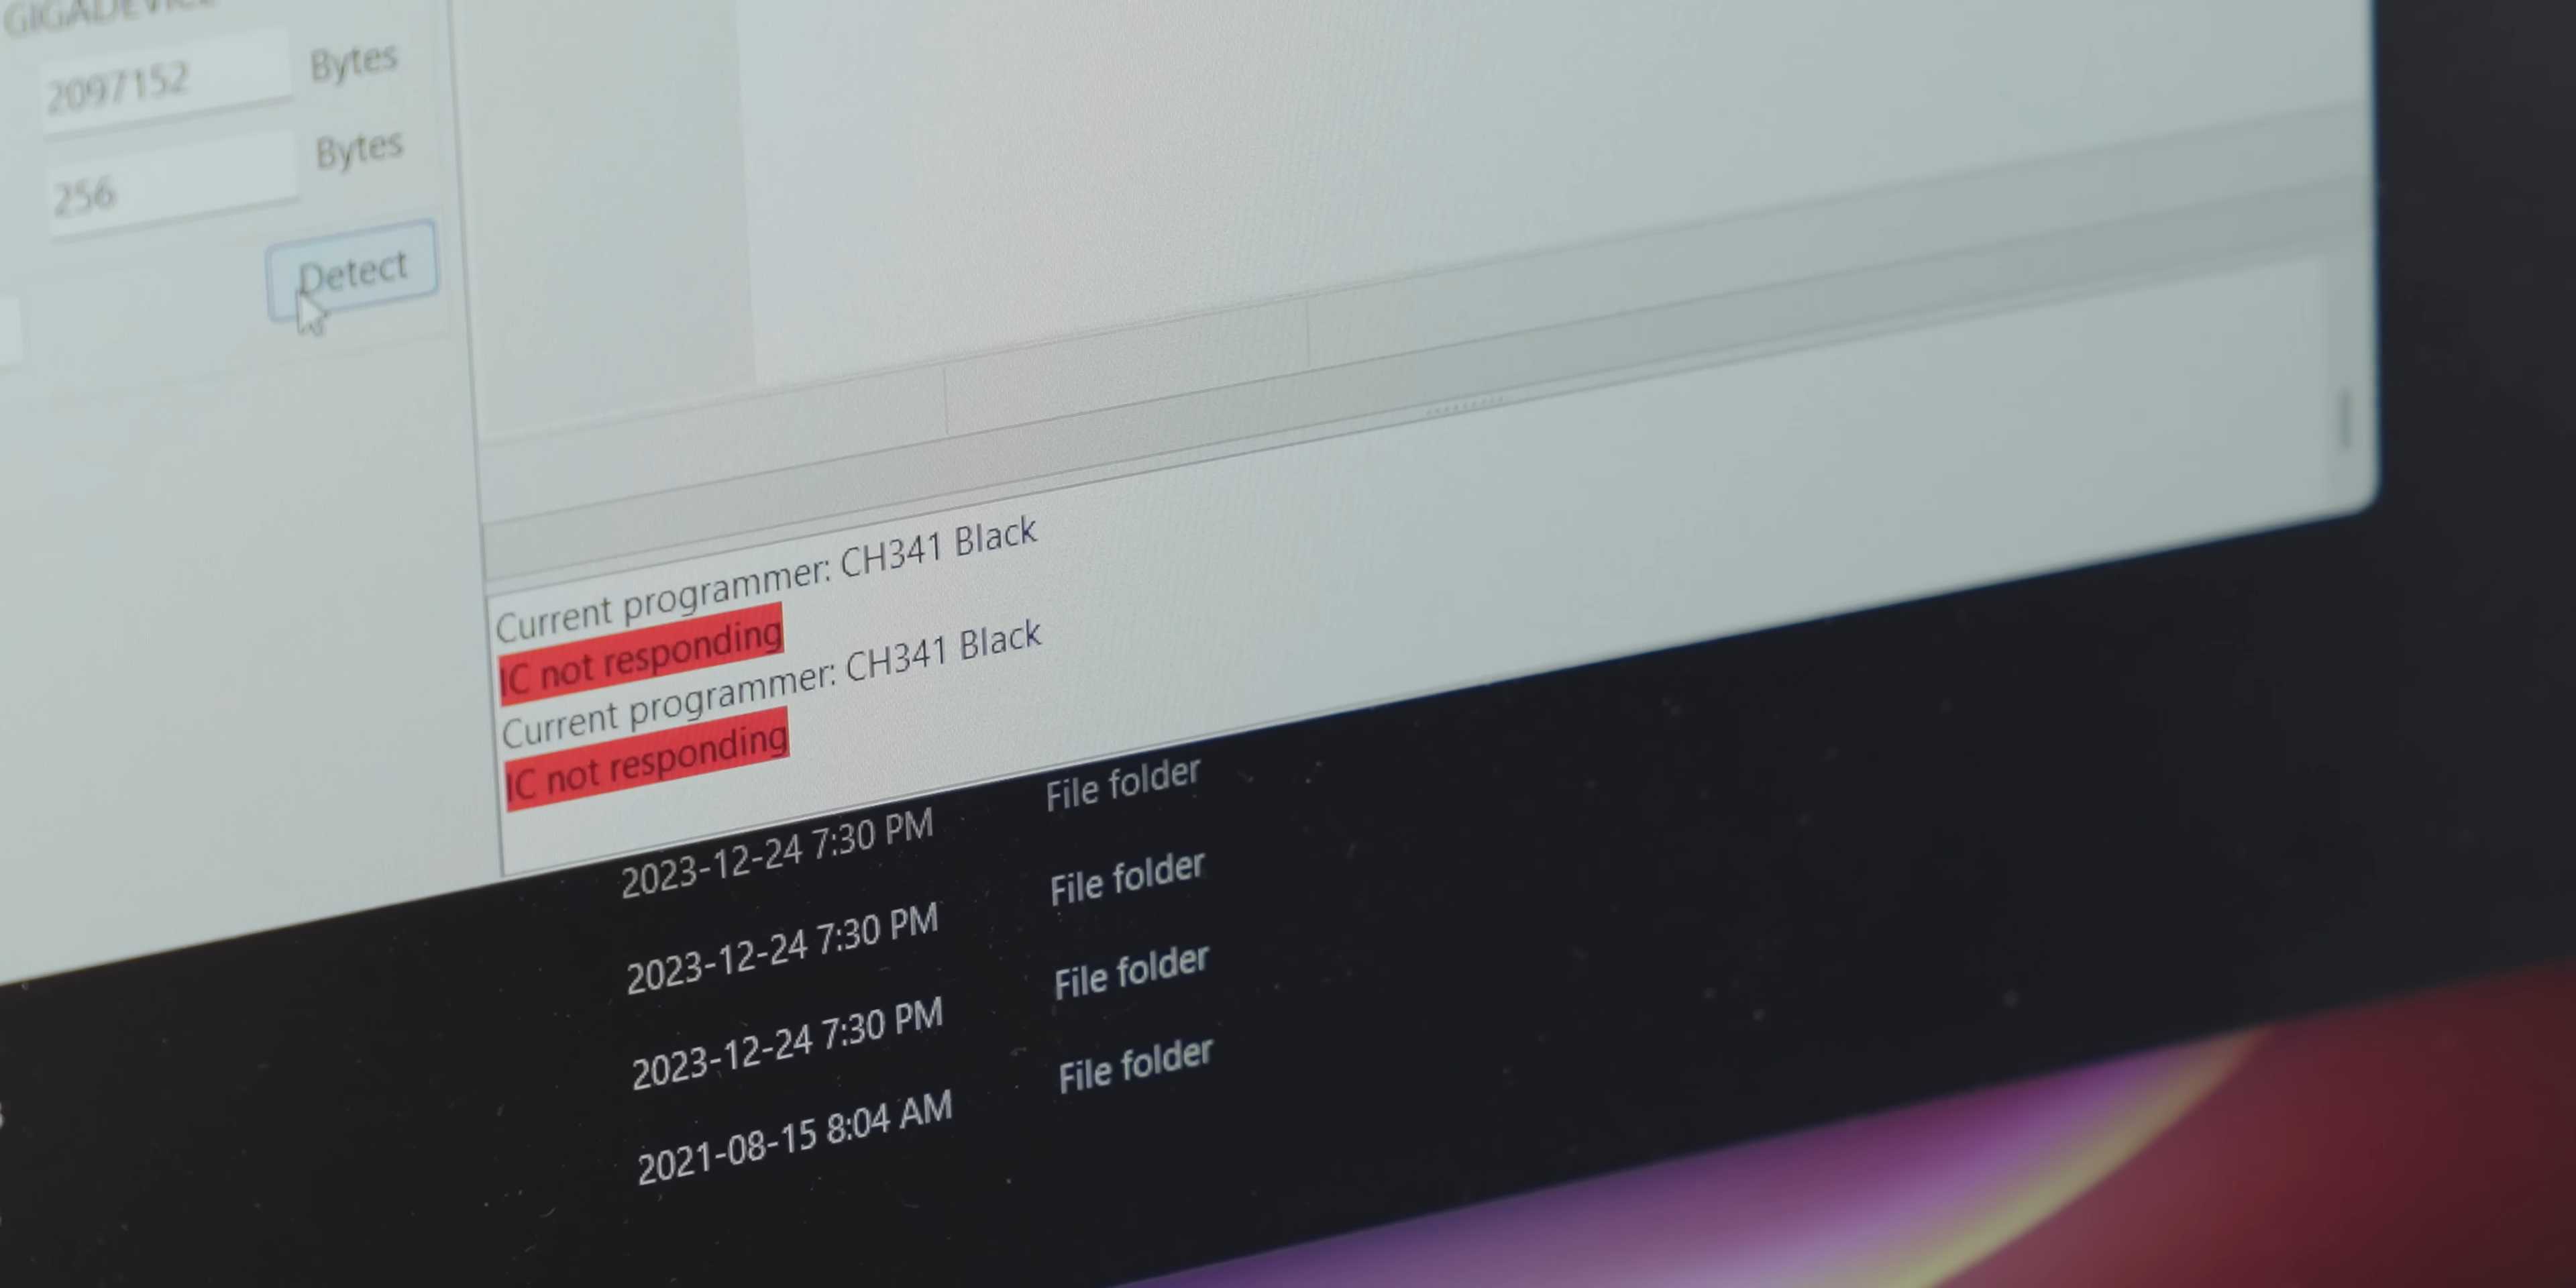 GIGADEVICE
2097152 Bytes
256 Bytes
Detect
Current programmer: CH341 Black
IC not responding
Current programmer: CH341 Black
IC not responding
2023-12-24 7:30 PM File folder
2023-12-24 7:30 PM File folder
2023-12-24 7:30 PM File folder
2021-08-15 8:04 AM File folder